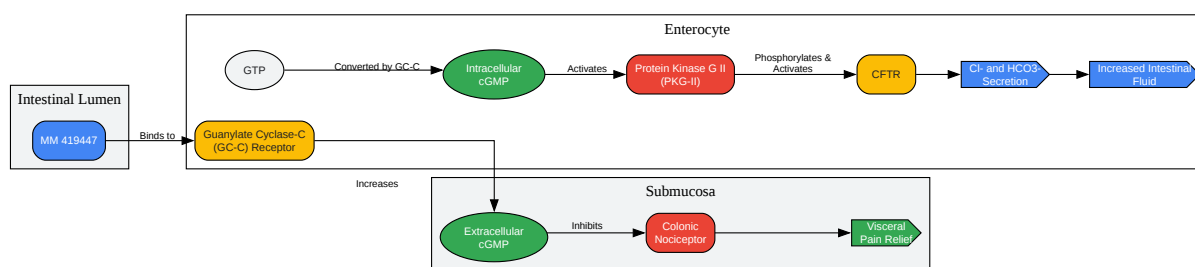 Enterocyte
GTP
Converted by GC-C
Intracellular
cGMP
Activates
Protein Kinase G II
(PKG-II)
Phosphorylates &
Activates
CFTR
Cl- and HCO3-
Secretion
Increased Intestinal
Fluid
Intestinal Lumen
MM 419447
Binds to
Guanylate Cyclase-C
(GC-C) Receptor
Increases
Submucosa
Extracellular
cGMP
Inhibits
Colonic
Nociceptor
Visceral
Pain Relief